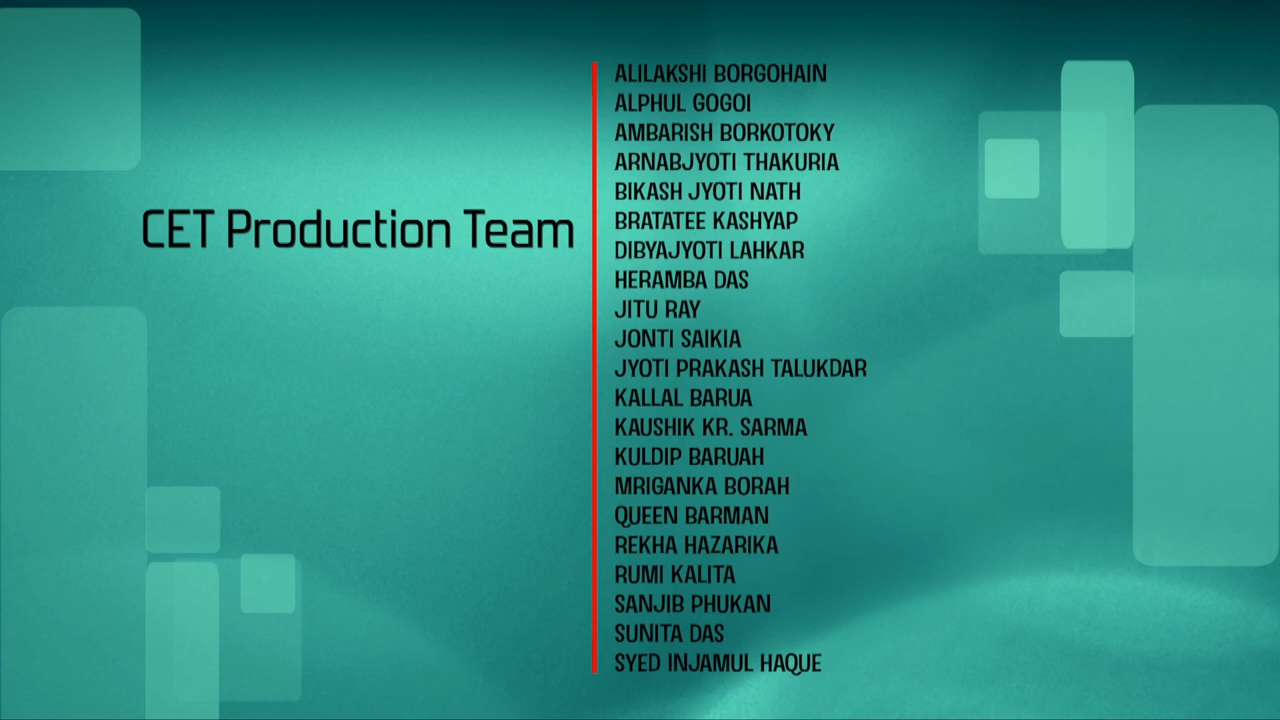 CET Production Team
ALILAKSHI BORGOHAIN
ALPHUL GOGOI
AMBARISH BORKOTOKY
ARNABJYOTI THAKURIA
BIKASH JYOTI NATH
BRATATEE KASHYAP
DIBYAJYOTI LAHKAR
HERAMBA DAS
JITU RAY
JONTI SAIKIA
JYOTI PRAKASH TALUKDAR
KALLAL BARUA
KAUSHIK KR. SARMA
KULDIP BARUAH
MRIGANKA BORAH
QUEEN BARMAN
REKHA HAZARIKA
RUMI KALITA
SANJIB PHUKAN
SUNITA DAS
SYED INJAMUL HAQUE